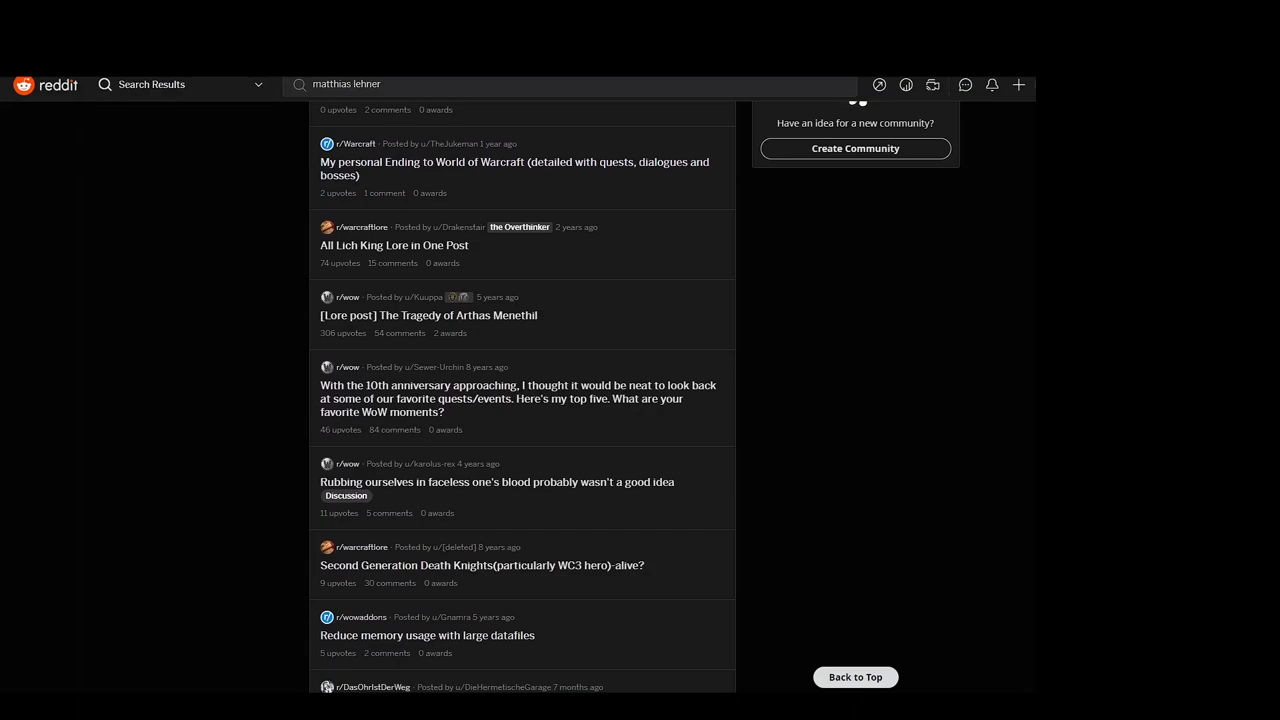 reddit
Search Results
matthias lehner
0 upvotes 2 comments 0 awards
Have an idea for a new community?
Create Community
r/Warcraft · Posted by u/TheJukeman 1 year ago
My personal Ending to World of Warcraft (detailed with quests, dialogues and
bosses)
2 upvotes 1 comment 0 awards
r/warcraftlore · Posted by u/Drakenstair the Overthinker 2 years ago
All Lich King Lore in One Post
74 upvotes 15 comments 0 awards
r/wow · Posted by u/Kuuppa 5 years ago
[Lore post] The Tragedy of Arthas Menethil
306 upvotes 54 comments 2 awards
r/wow · Posted by u/Sewer-Urchin 8 years ago
With the 10th anniversary approaching, I thought it would be neat to look back
at some of our favorite quests/events. Here's my top five. What are your
favorite WoW moments?
46 upvotes 84 comments 0 awards
r/wow · Posted by u/karolus-rex 4 years ago
Rubbing ourselves in faceless one's blood probably wasn't a good idea
Discussion
11 upvotes 5 comments 0 awards
r/warcraftlore · Posted by u/[deleted] 8 years ago
Second Generation Death Knights(particularly WC3 hero)-alive?
9 upvotes 30 comments 0 awards
r/wowaddons · Posted by u/Gnamra 5 years ago
Reduce memory usage with large datafiles
5 upvotes 2 comments 0 awards
r/DasOhrIstDerWeg · Posted by u/DieHermetischeGarage 7 months ago
Back to Top